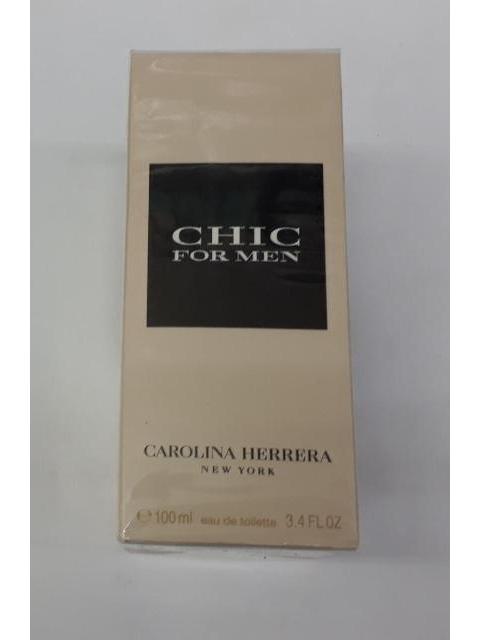 CHIC
FOR MEN
CAROLINA HERRERA
NEW YORK
℮ 100 ml eau de toilette 3.4 FL OZ